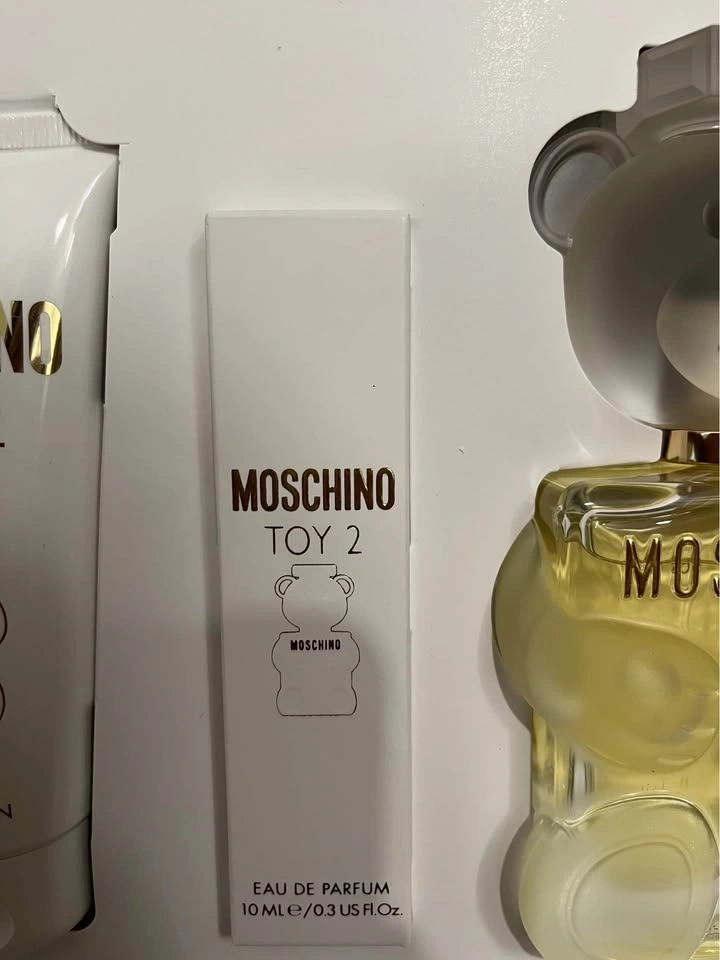 NO
MOSCHINO
TOY 2
MOSCHINO
EAU DE PARFUM
10 ML ℮/0.3 US Fl.Oz.
MOS
N